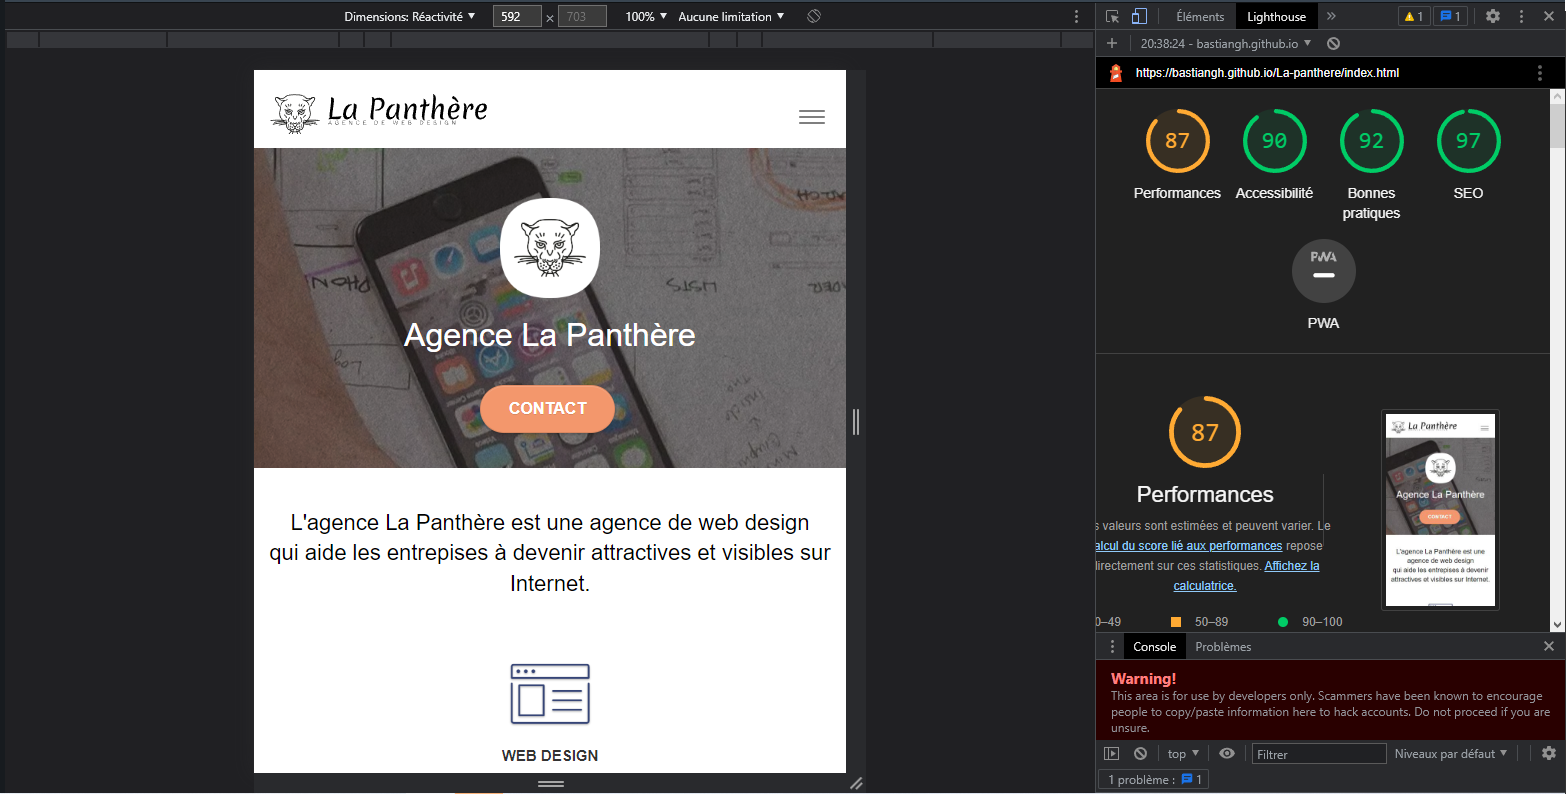 Dimensions: Réactivité 592 × 703 100% Aucune limitation
Éléments Lighthouse » 1 1
20:38:24 - bastiangh.github.io
https://bastiangh.github.io/La-panthere/index.html
La Panthère
AGENCE DE WEB DESIGN
Agence La Panthère
CONTACT
L'agence La Panthère est une agence de web design
qui aide les entrepises à devenir attractives et visibles sur
Internet.
WEB DESIGN
87 90 92 97
Performances Accessibilité Bonnes pratiques SEO
PWA
PWA
87
Performances
s valeurs sont estimées et peuvent varier. Le
alcul du score lié aux performances repose
directement sur ces statistiques. Affichez la
calculatrice.
0–49 50–89 90–100
La Panthère
Agence La Panthère
CONTACT
L'agence La Panthère est une
agence de web design
qui aide les entrepises à devenir
attractives et visibles sur Internet.
Console Problèmes
Warning!
This area is for use by developers only. Scammers have been known to encourage
people to copy/paste information here to hack accounts. Do not proceed if you are
unsure.
top Filtrer Niveaux par défaut
1 problème : 1